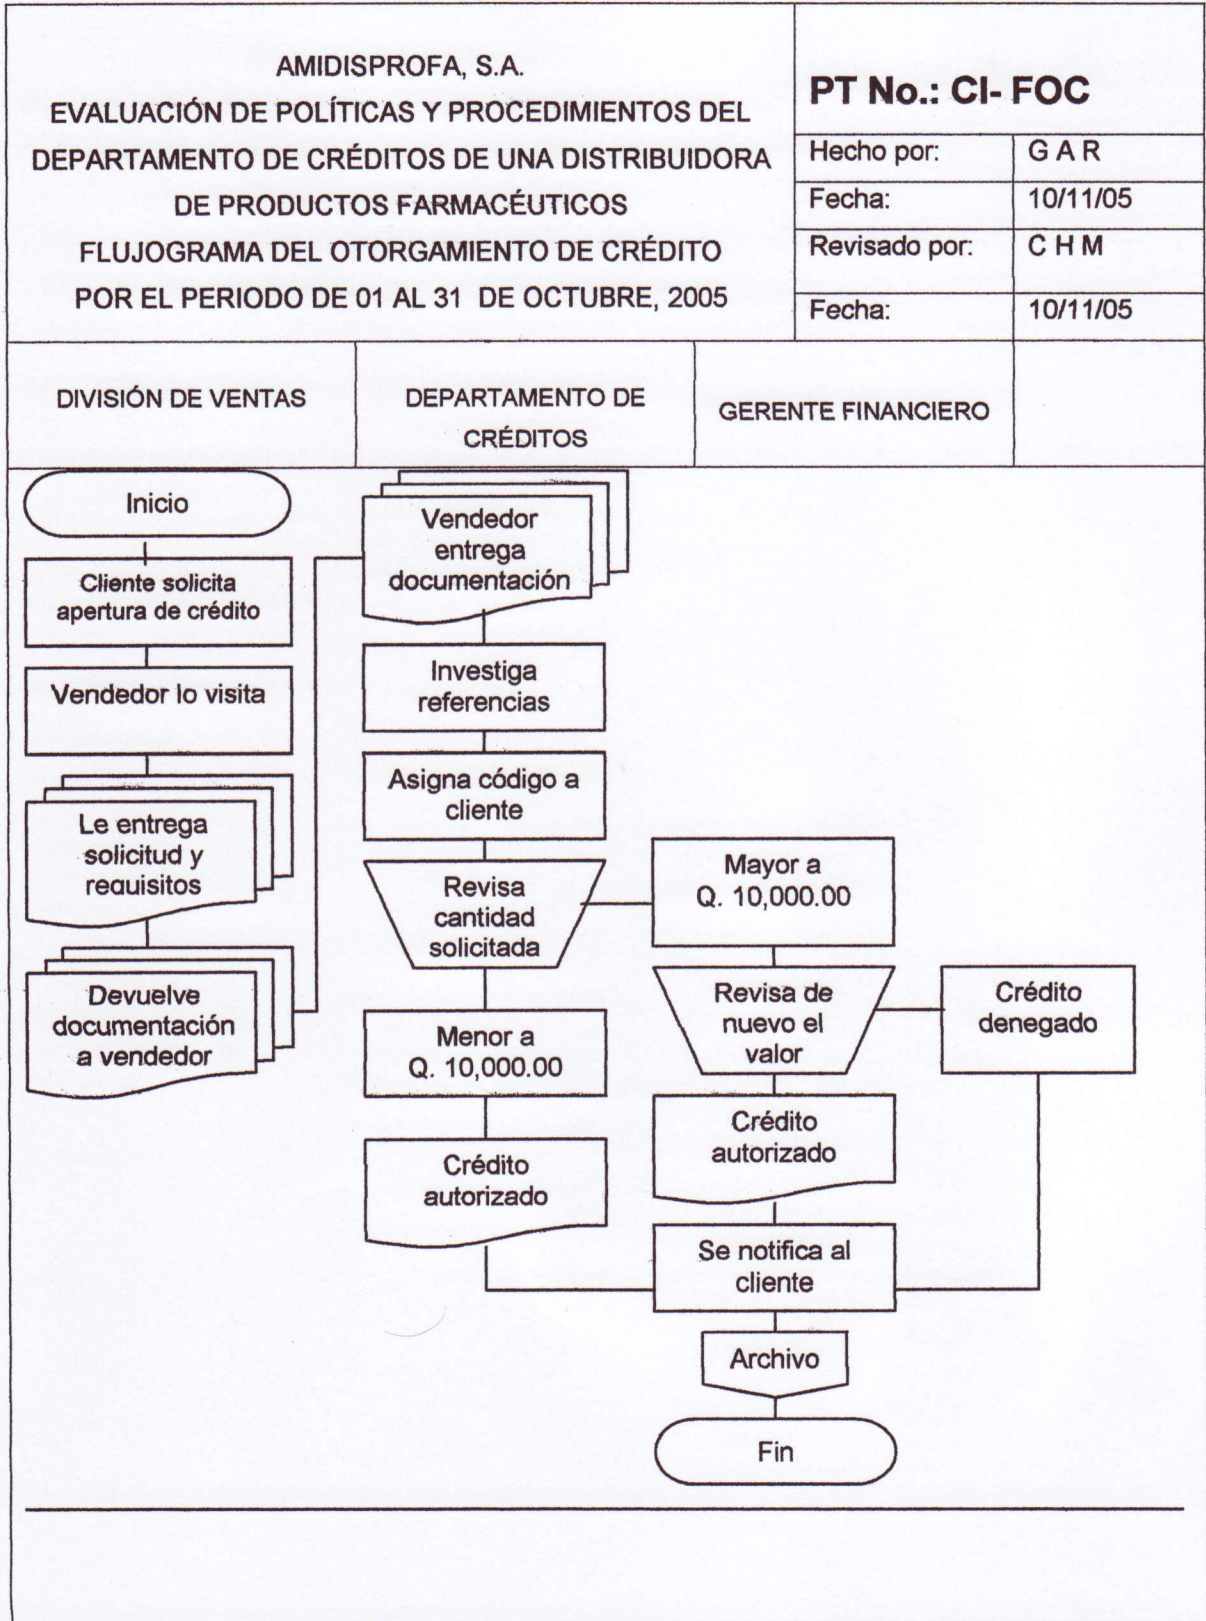 AMIDISPROFA, S.A.
EVALUACIÓN DE POLÍTICAS Y PROCEDIMIENTOS DEL
DEPARTAMENTO DE CRÉDITOS DE UNA DISTRIBUIDORA
DE PRODUCTOS FARMACÉUTICOS
FLUJOGRAMA DEL OTORGAMIENTO DE CRÉDITO
POR EL PERIODO DE 01 AL 31 DE OCTUBRE, 2005
PT No.: CI- FOC
Hecho por: G A R
Fecha: 10/11/05
Revisado por: C H M
Fecha: 10/11/05
DIVISIÓN DE VENTAS
DEPARTAMENTO DE
CRÉDITOS
GERENTE FINANCIERO
Inicio
Cliente solicita
apertura de crédito
Vendedor lo visita
Le entrega
solicitud y
requisitos
Devuelve
documentación
a vendedor
Vendedor
entrega
documentación
Investiga
referencias
Asigna código a
cliente
Revisa
cantidad
solicitada
Menor a
Q. 10,000.00
Crédito
autorizado
Mayor a
Q. 10,000.00
Revisa de
nuevo el
valor
Crédito
denegado
Crédito
autorizado
Se notifica al
cliente
Archivo
Fin